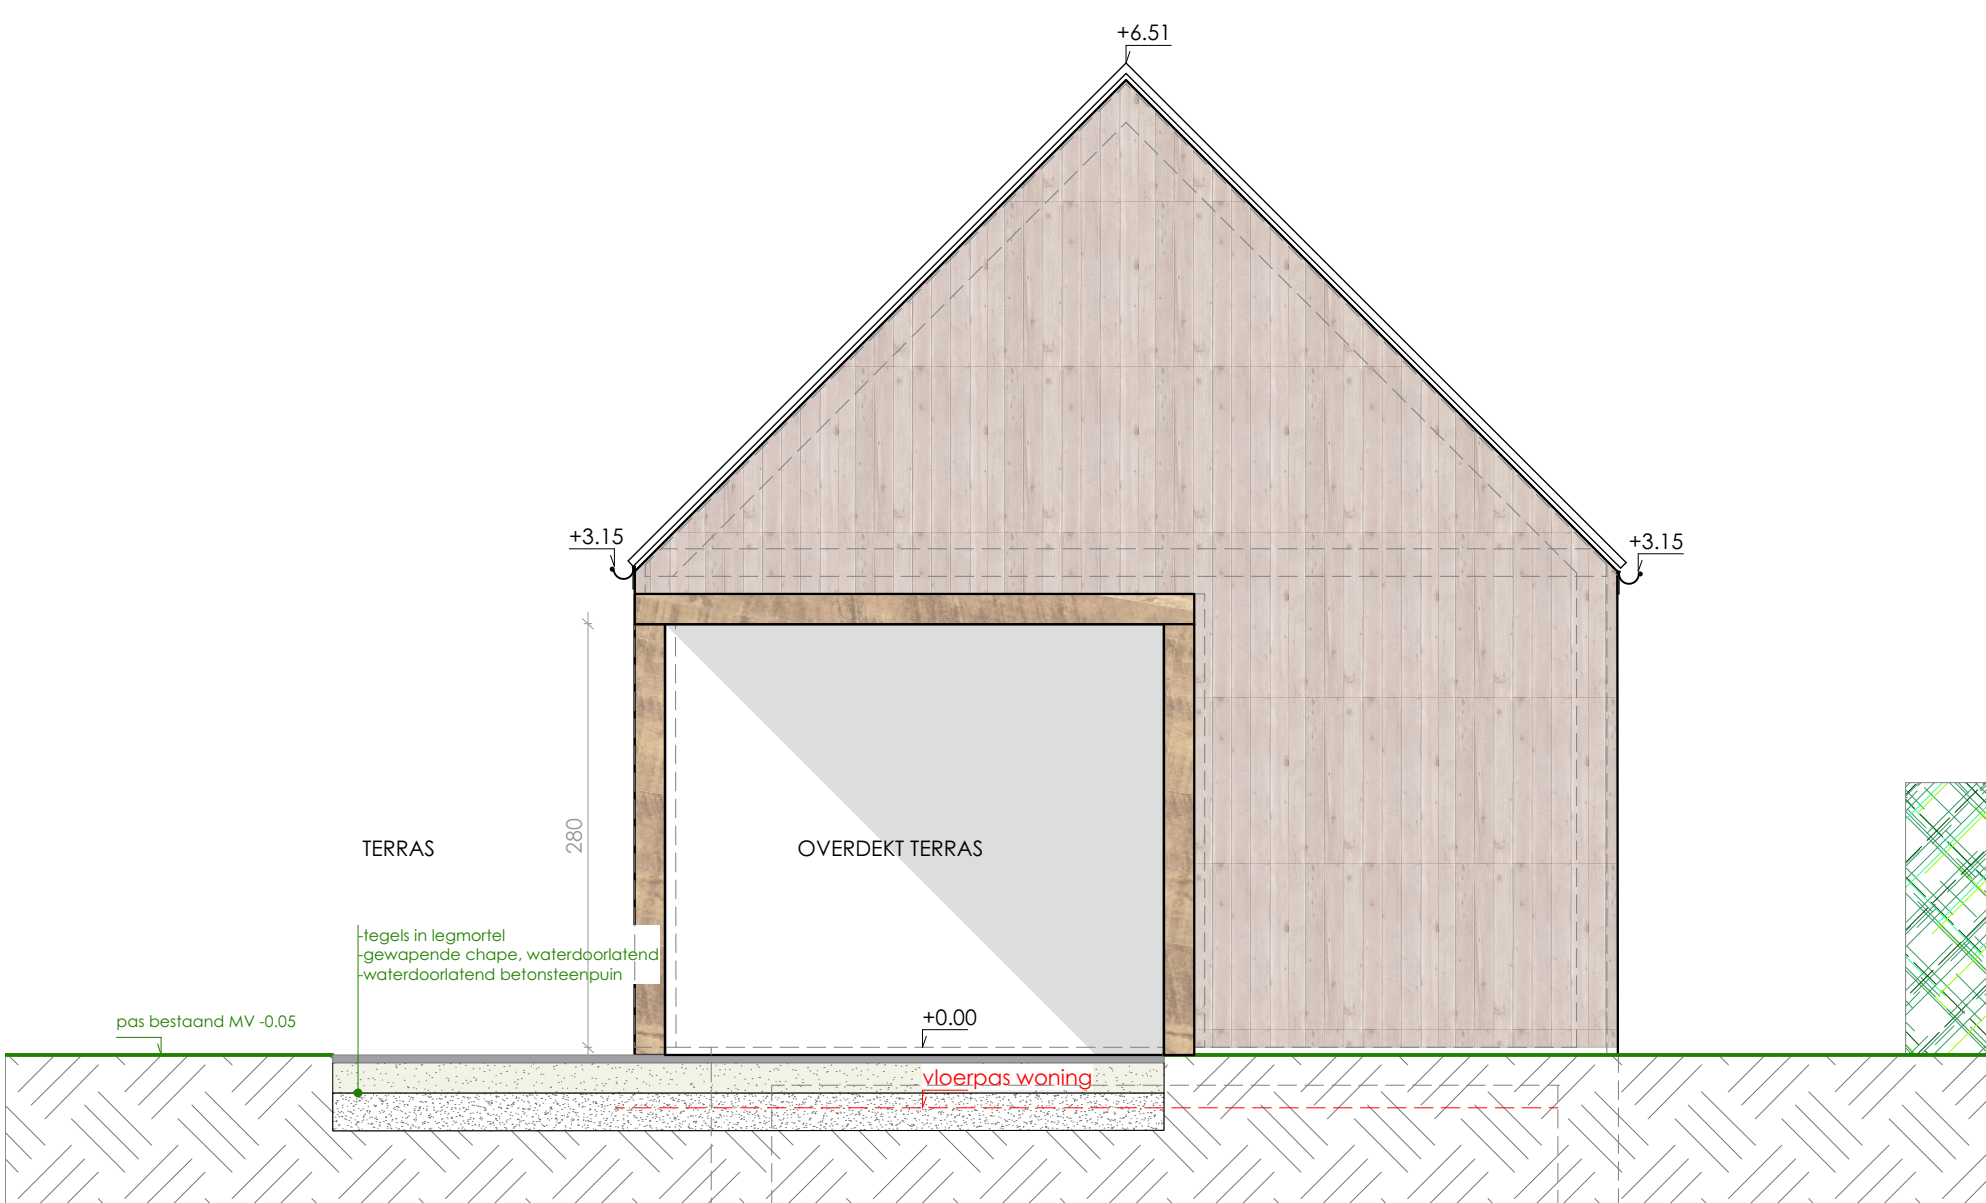 +6.51
+3.15
+3.15
280
TERRAS
OVERDEKT TERRAS
-tegels in legmortel
-gewapende chape, waterdoorlatend
-waterdoorlatend betonsteenpuin
pas bestaand MV -0.05
+0.00
vloerpas woning